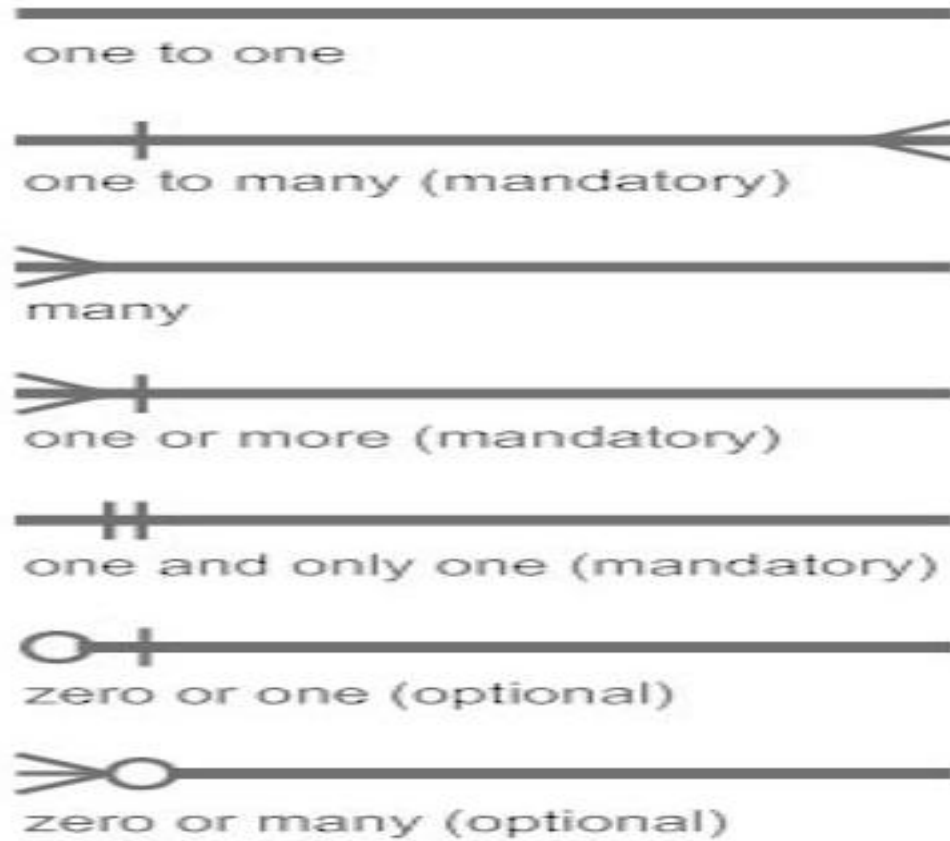 one to one
one to many (mandatory)
many
one or more (mandatory)
one and only one (mandatory)
zero or one (optional)
zero or many (optional)